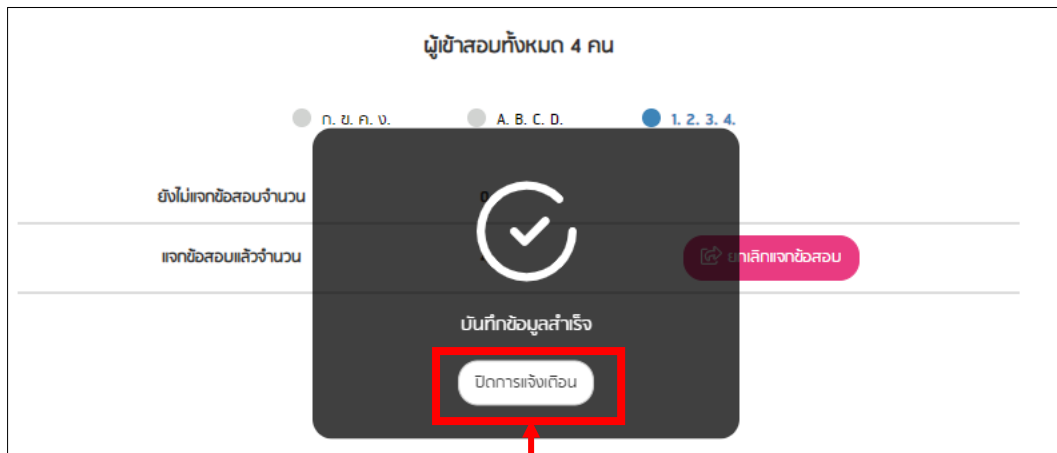 ผู้เข้าสอบทั้งหมด 4 คน
ก. ข. ค. ง. A. B. C. D. 1. 2. 3. 4.
ยังไม่แจกข้อสอบจำนวน 0
แจกข้อสอบแล้วจำนวน ยกเลิกแจกข้อสอบ
บันทึกข้อมูลสำเร็จ
ปิดการแจ้งเตือน